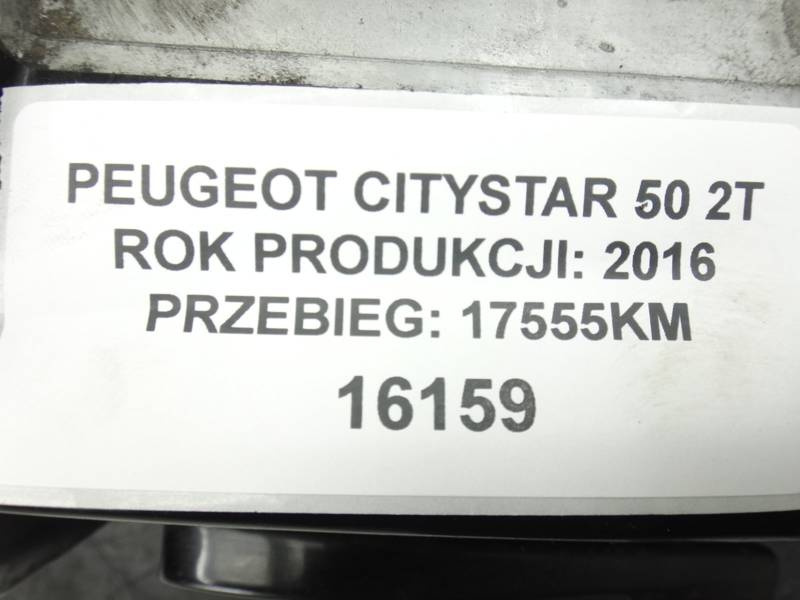 PEUGEOT CITYSTAR 50 2T
ROK PRODUKCJI: 2016
PRZEBIEG: 17555KM
16159